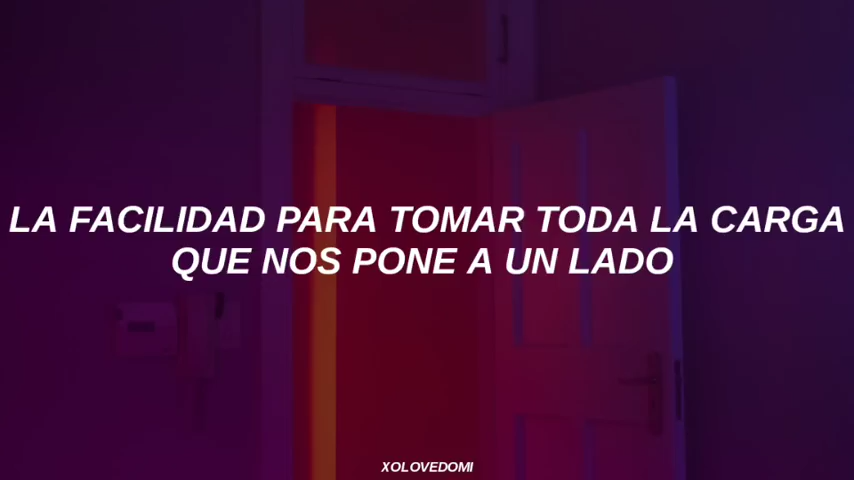 LA FACILIDAD PARA TOMAR TODA LA CARGA
QUE NOS PONE A UN LADO
XOLOVEDOMI